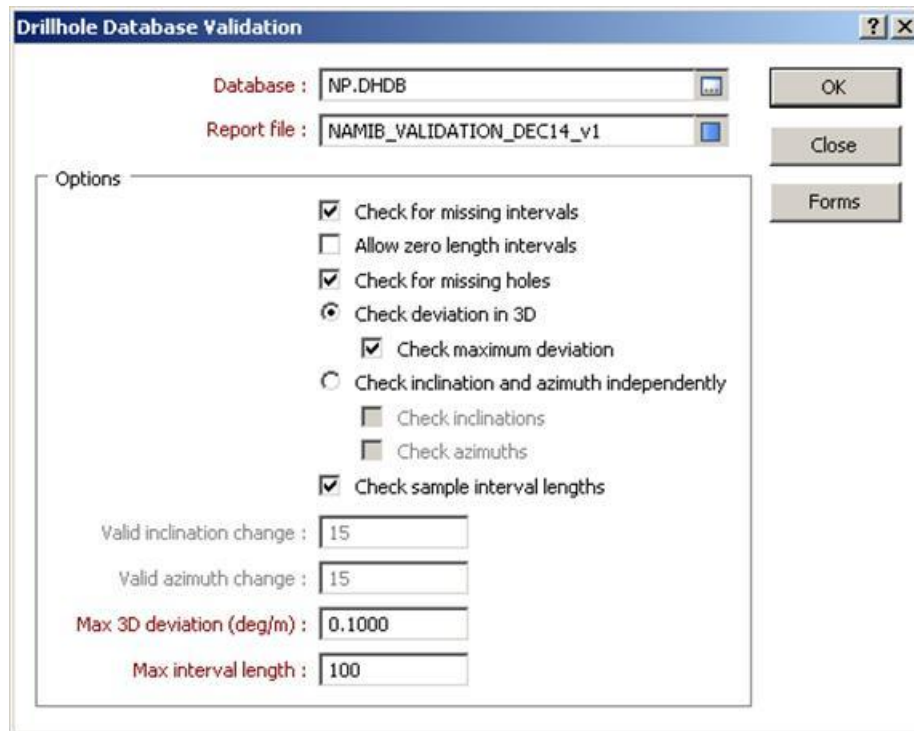 Drillhole Database Validation
Database : NP.DHDB
OK
Report file : NAMIB_VALIDATION_DEC14_v1
Close
Forms
Options
Check for missing intervals
Allow zero length intervals
Check for missing holes
Check deviation in 3D
Check maximum deviation
Check inclination and azimuth independently
Check inclinations
Check azimuths
Check sample interval lengths
Valid inclination change : 15
Valid azimuth change : 15
Max 3D deviation (deg/m) : 0.1000
Max interval length : 100